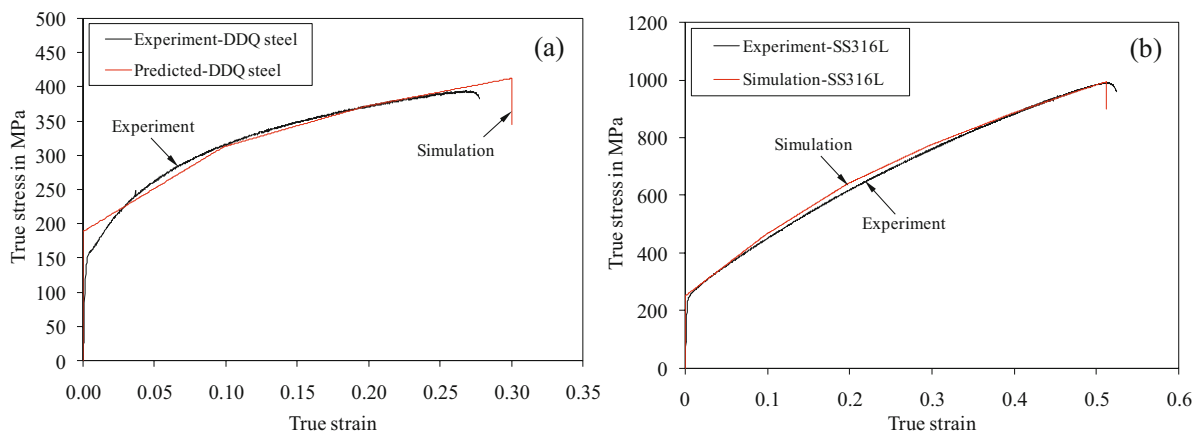 500
450
400
350
300
250
200
150
100
50
0
True stress in MPa
Experiment-DDQ steel
Predicted-DDQ steel
(a)
Experiment
Simulation
0.00 0.05 0.10 0.15 0.20 0.25 0.30 0.35
True strain
1200
1000
800
600
400
200
0
True stress in MPa
Experiment-SS316L
Simulation-SS316L
(b)
Simulation
Experiment
0 0.1 0.2 0.3 0.4 0.5 0.6
True strain